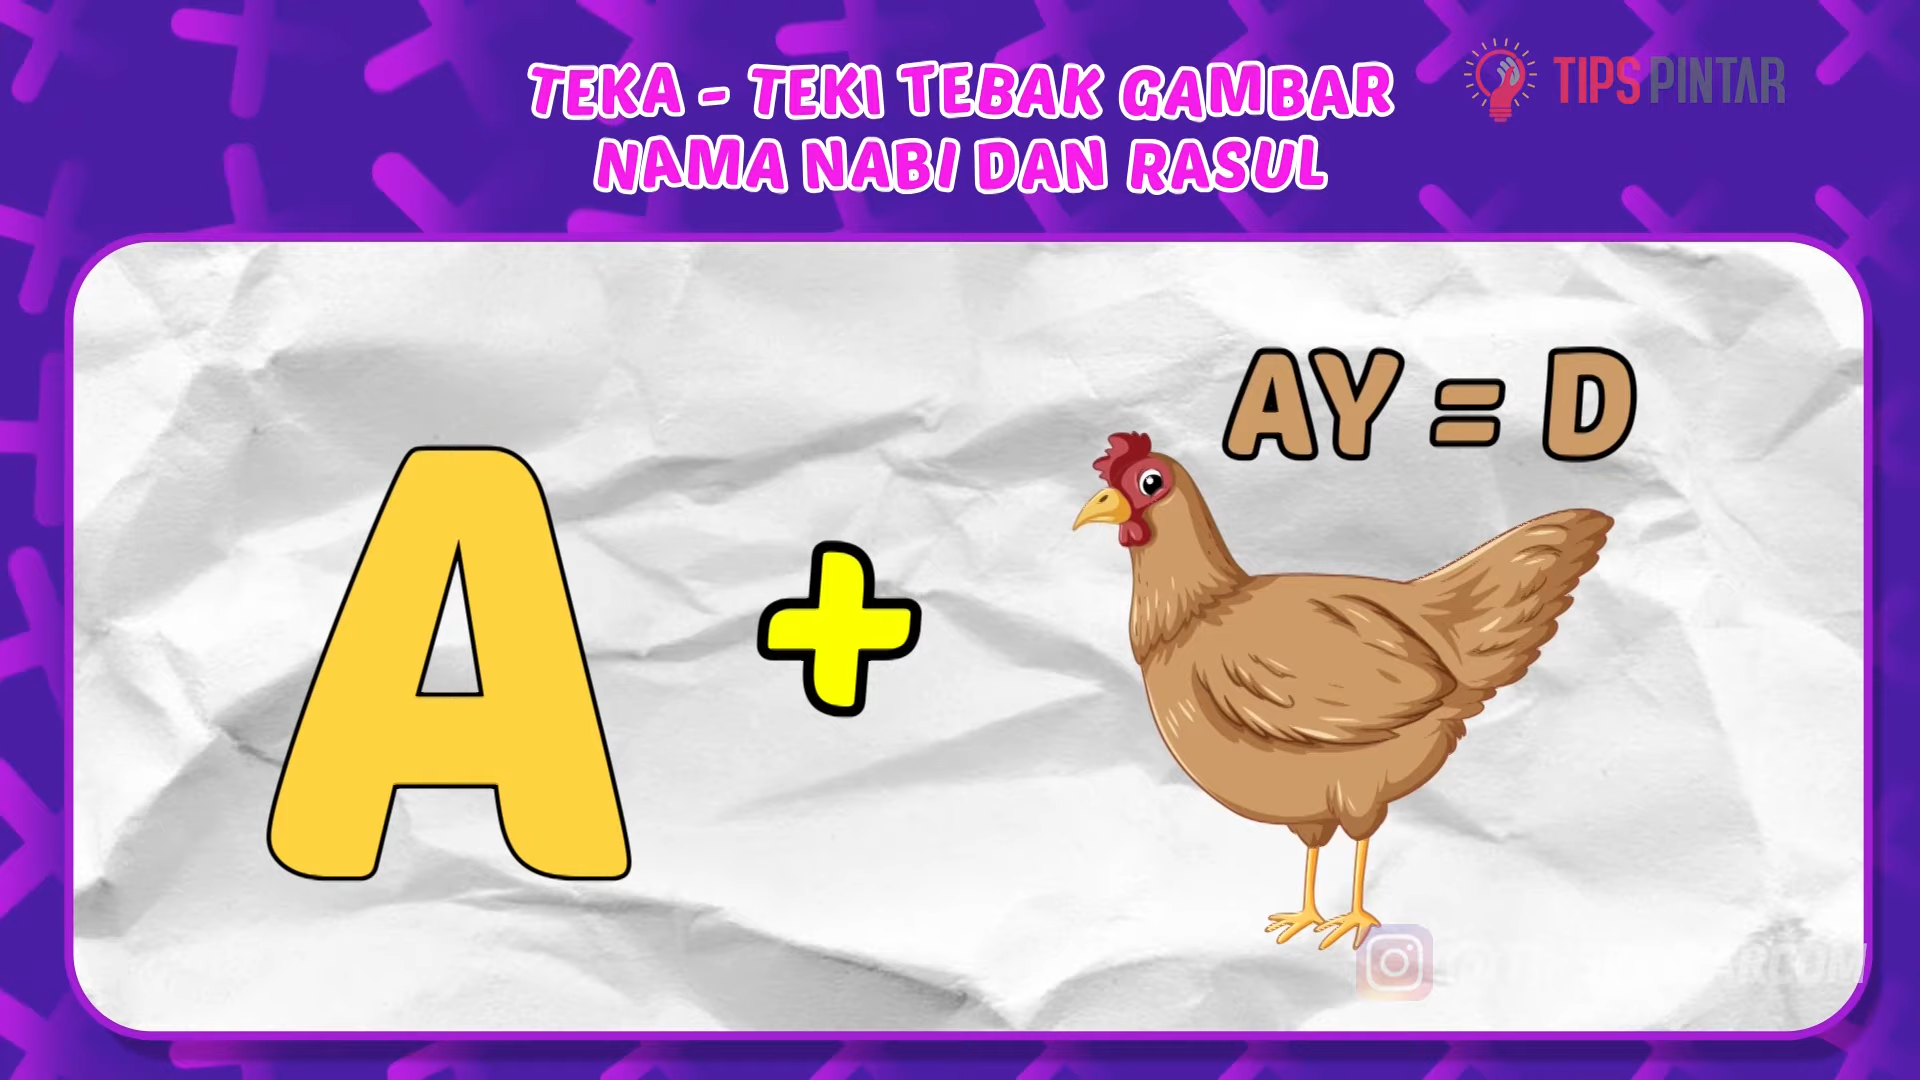 TEKA - TEKI TEBAK GAMBAR
NAMA NABI DAN RASUL
TIPS PINTAR
AY = D
A +